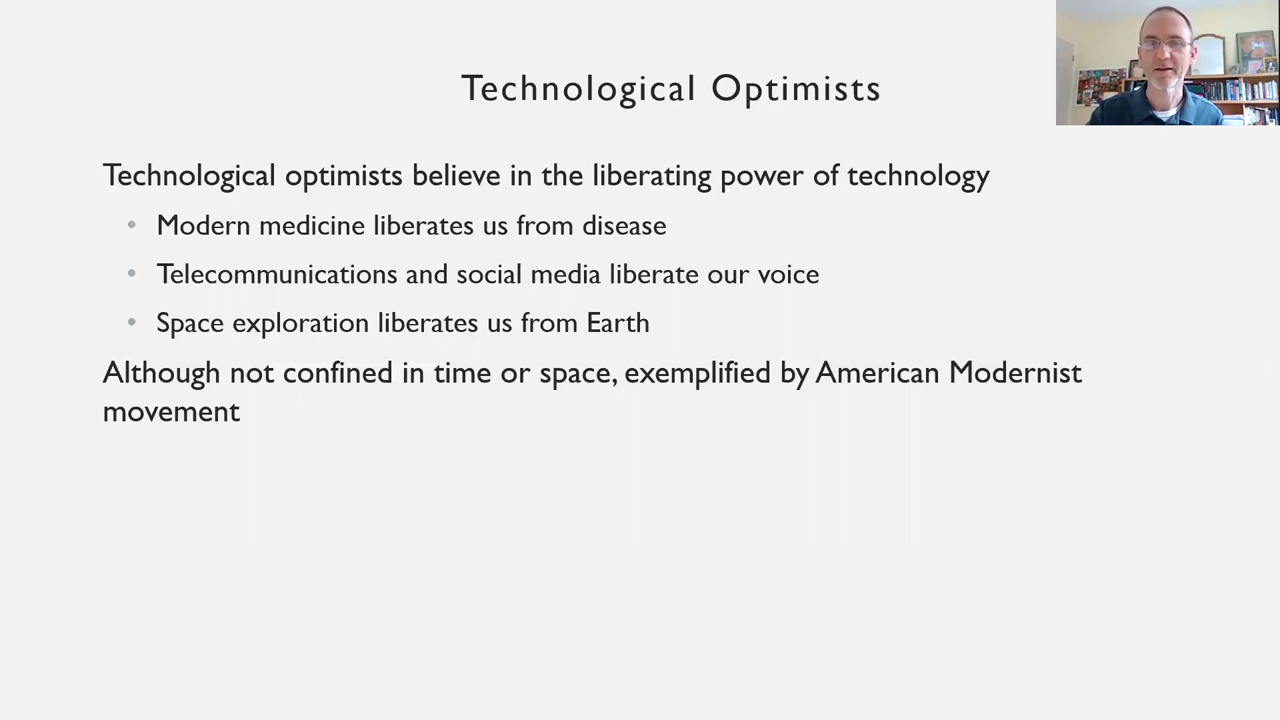 Technological Optimists
Technological optimists believe in the liberating power of technology
• Modern medicine liberates us from disease
• Telecommunications and social media liberate our voice
• Space exploration liberates us from Earth
Although not confined in time or space, exemplified by American Modernist
movement